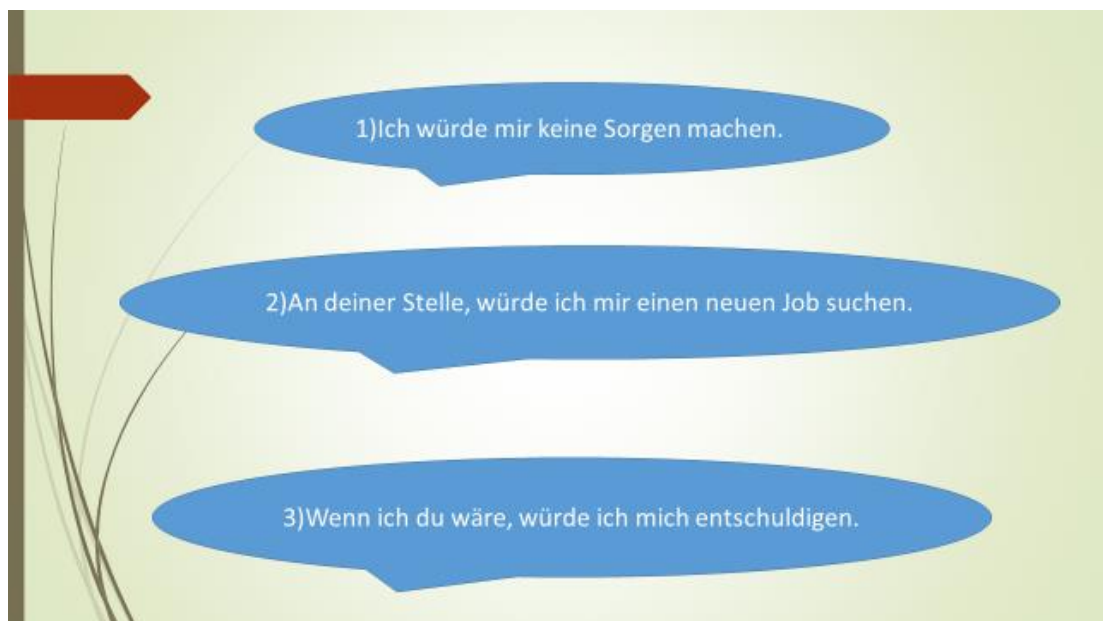 1)Ich würde mir keine Sorgen machen.
2)An deiner Stelle, würde ich mir einen neuen Job suchen.
3)Wenn ich du wäre, würde ich mich entschuldigen.